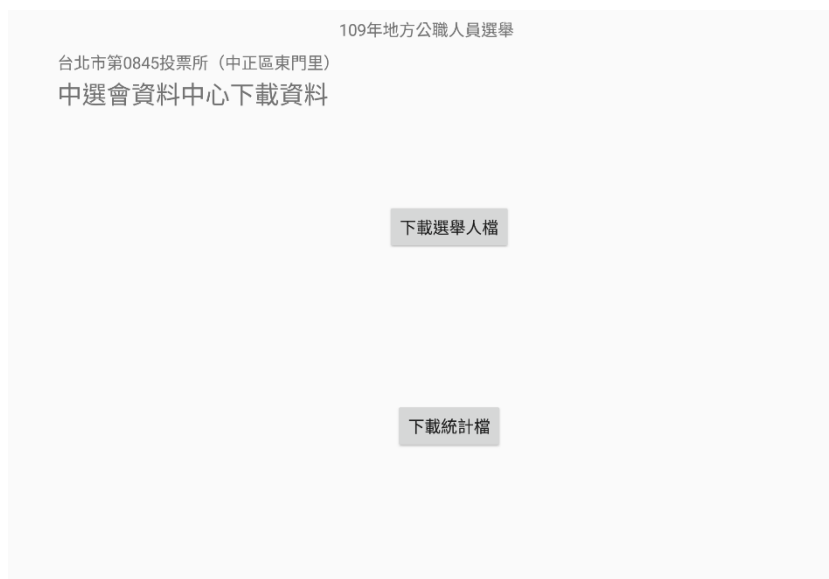 109年地方公職人員選舉
台北市第0845投票所（中正區東門里）
中選會資料中心下載資料
下載選舉人檔
下載統計檔